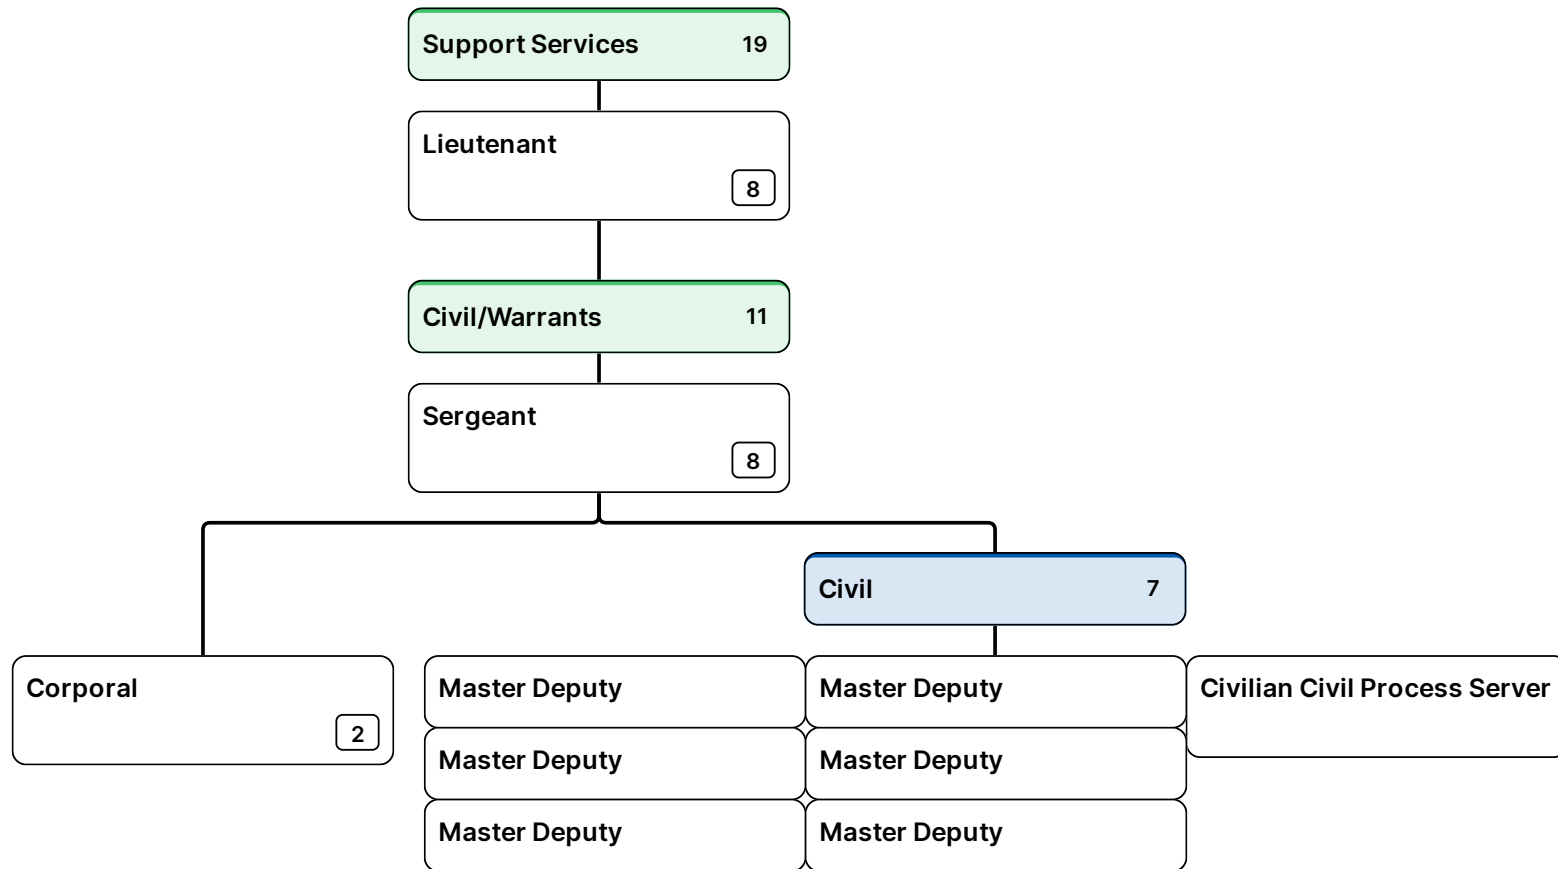 Support Services 19
Lieutenant
8
Civil/Warrants 11
Sergeant
8
Civil 7
Corporal
2
Master Deputy
Master Deputy
Civilian Civil Process Server
Master Deputy
Master Deputy
Master Deputy
Master Deputy